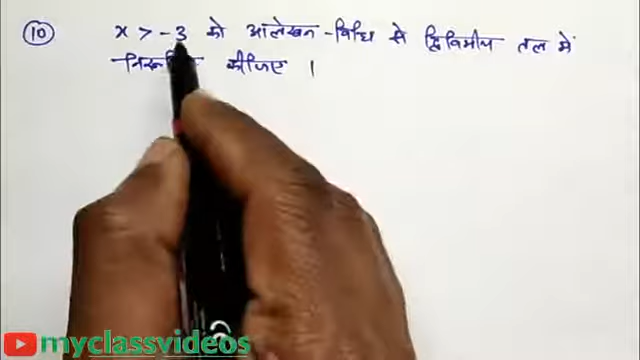 ⑩ x > -3 को आलेखन-विधि से द्विविमीय तल में
कीजिए ।
myclassvideos